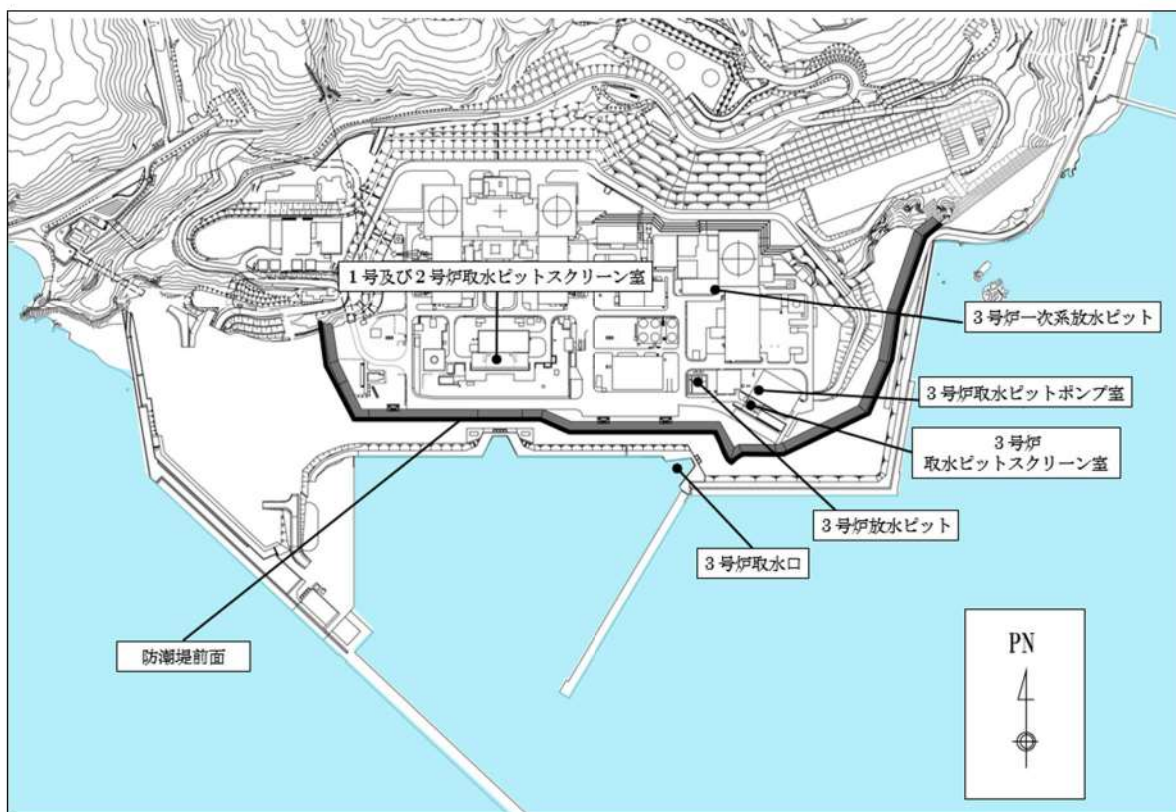 1号及び2号炉取水ピットスクリーン室
3号炉一次系放水ピット
3号炉取水ピットポンプ室
3号炉
取水ピットスクリーン室
3号炉放水ピット
3号炉取水口
防潮堤前面
PN